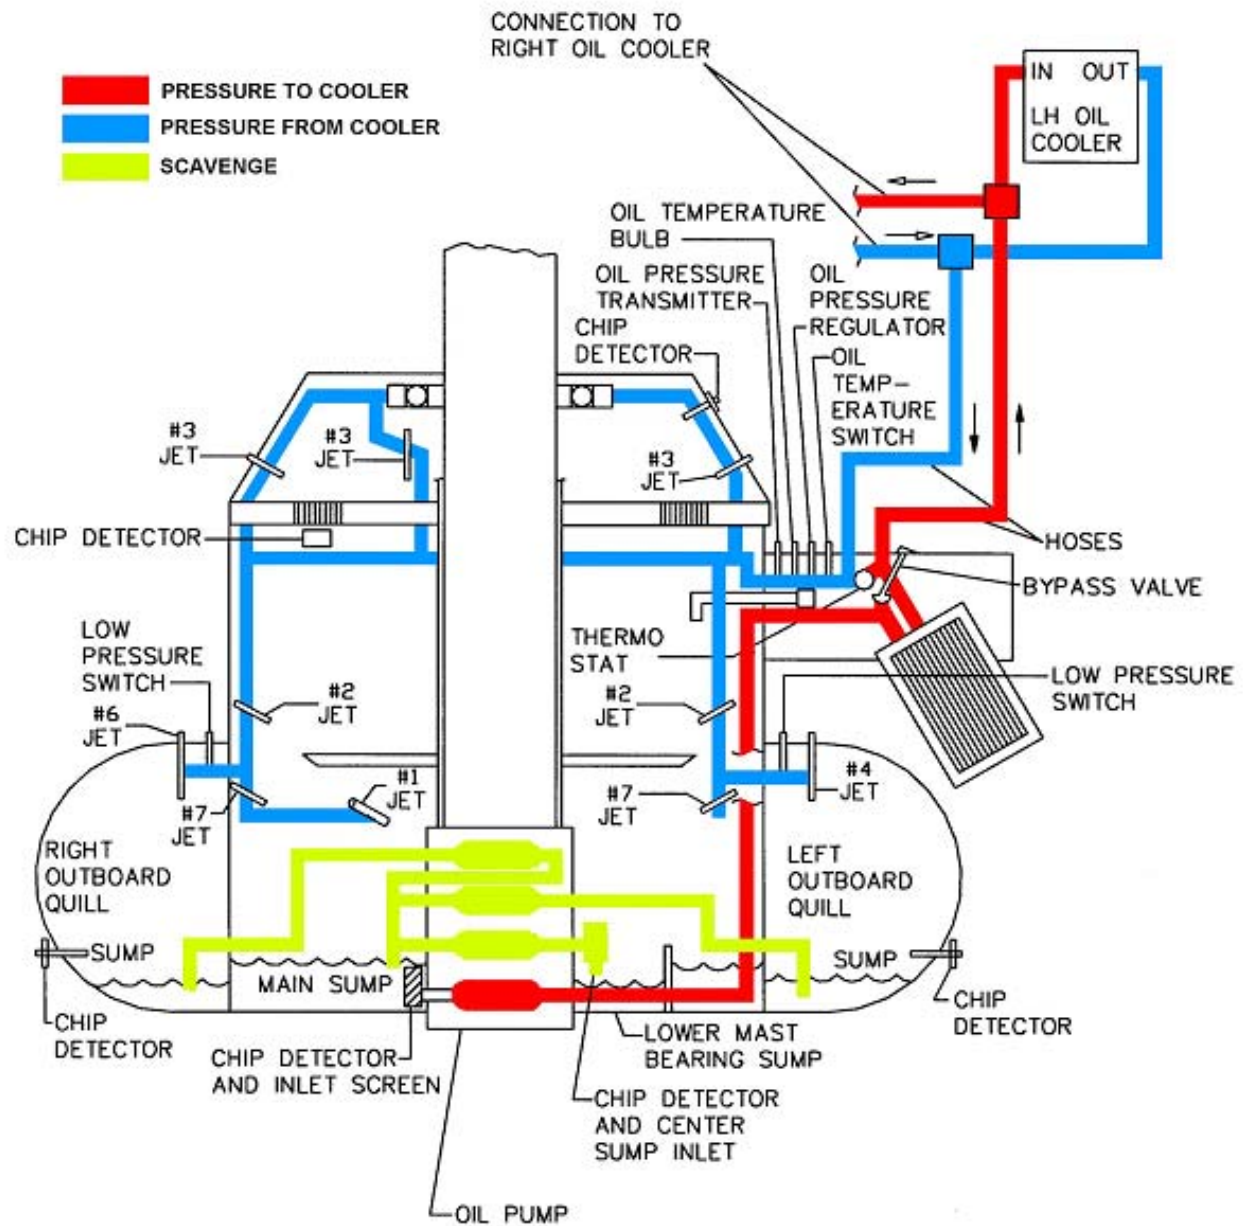 CONNECTION TO
RIGHT OIL COOLER
IN OUT
LH OIL
COOLER
PRESSURE TO COOLER
PRESSURE FROM COOLER
SCAVENGE
OIL TEMPERATURE
BULB
OIL PRESSURE
TRANSMITTER
OIL
PRESSURE
REGULATOR
CHIP
DETECTOR
OIL
TEMP-
ERATURE
SWITCH
#3
JET
#3
JET
#3
JET
CHIP DETECTOR
HOSES
BYPASS VALVE
THERMO
STAT
LOW
PRESSURE
SWITCH
LOW PRESSURE
SWITCH
#2
JET
#2
JET
#6
JET
#1
JET
#7
JET
#7
JET
#4
JET
RIGHT
OUTBOARD
QUILL
LEFT
OUTBOARD
QUILL
SUMP
MAIN SUMP
SUMP
CHIP
DETECTOR
CHIP
DETECTOR
CHIP DETECTOR
AND INLET SCREEN
LOWER MAST
BEARING SUMP
CHIP DETECTOR
AND CENTER
SUMP INLET
OIL PUMP